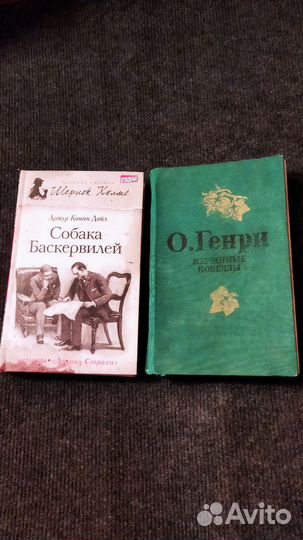 Шерлок Холмс
Артур Конан Дойл
Собака
Баскервилей
О.Генри
ИЗБРАННЫЕ
НОВЕЛЛЫ
Avito